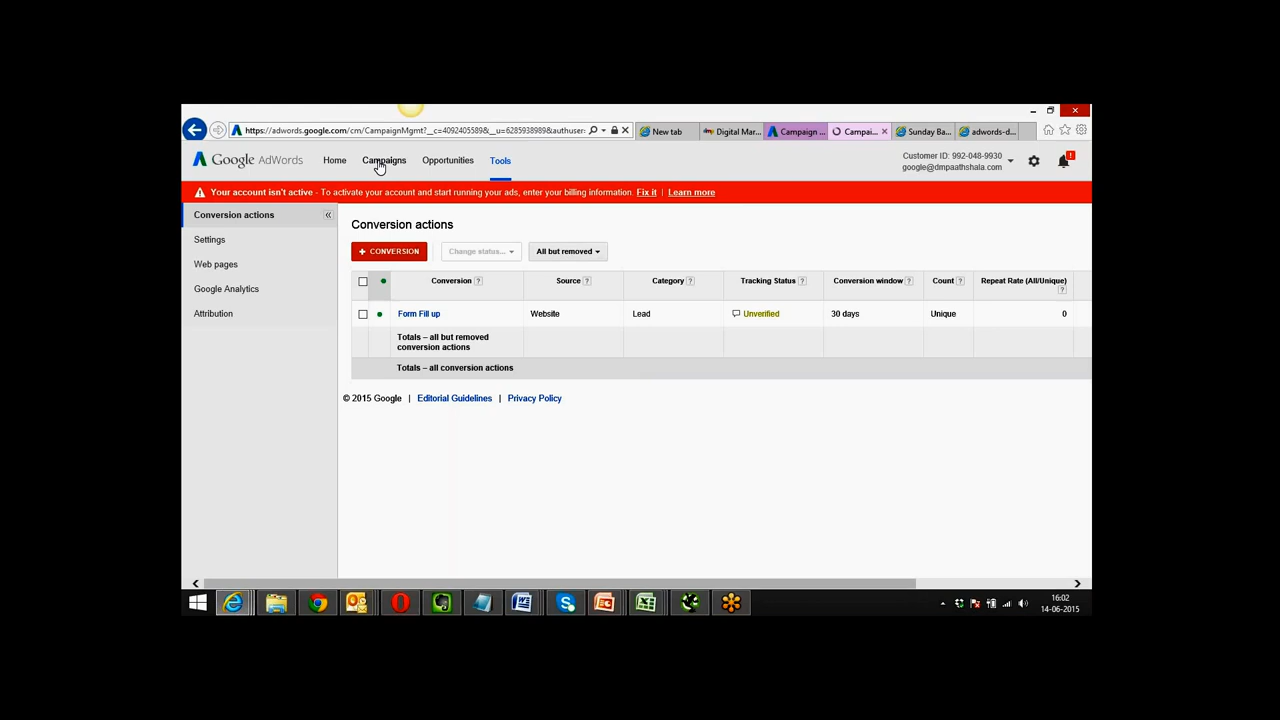 https://adwords.google.com/cm/CampaignMgmt?__c=4092405589&__u=6285938989&authuser:
New tab
Digital Mar...
Campaign ...
Campai...
Sunday Ba...
adwords-d...
Google AdWords
Home
Campaigns
Opportunities
Tools
Customer ID: 992-048-9930
google@dmpaathshala.com
Your account isn't active - To activate your account and start running your ads, enter your billing information. Fix it | Learn more
Conversion actions
Settings
Web pages
Google Analytics
Attribution
Conversion actions
+ CONVERSION
Change status...
All but removed
Conversion ?
Source ?
Category ?
Tracking Status ?
Conversion window ?
Count ?
Repeat Rate (All/Unique) ?
Form Fill up
Website
Lead
Unverified
30 days
Unique
0
Totals – all but removed
conversion actions
Totals – all conversion actions
© 2015 Google | Editorial Guidelines | Privacy Policy
16:02
14-06-2015